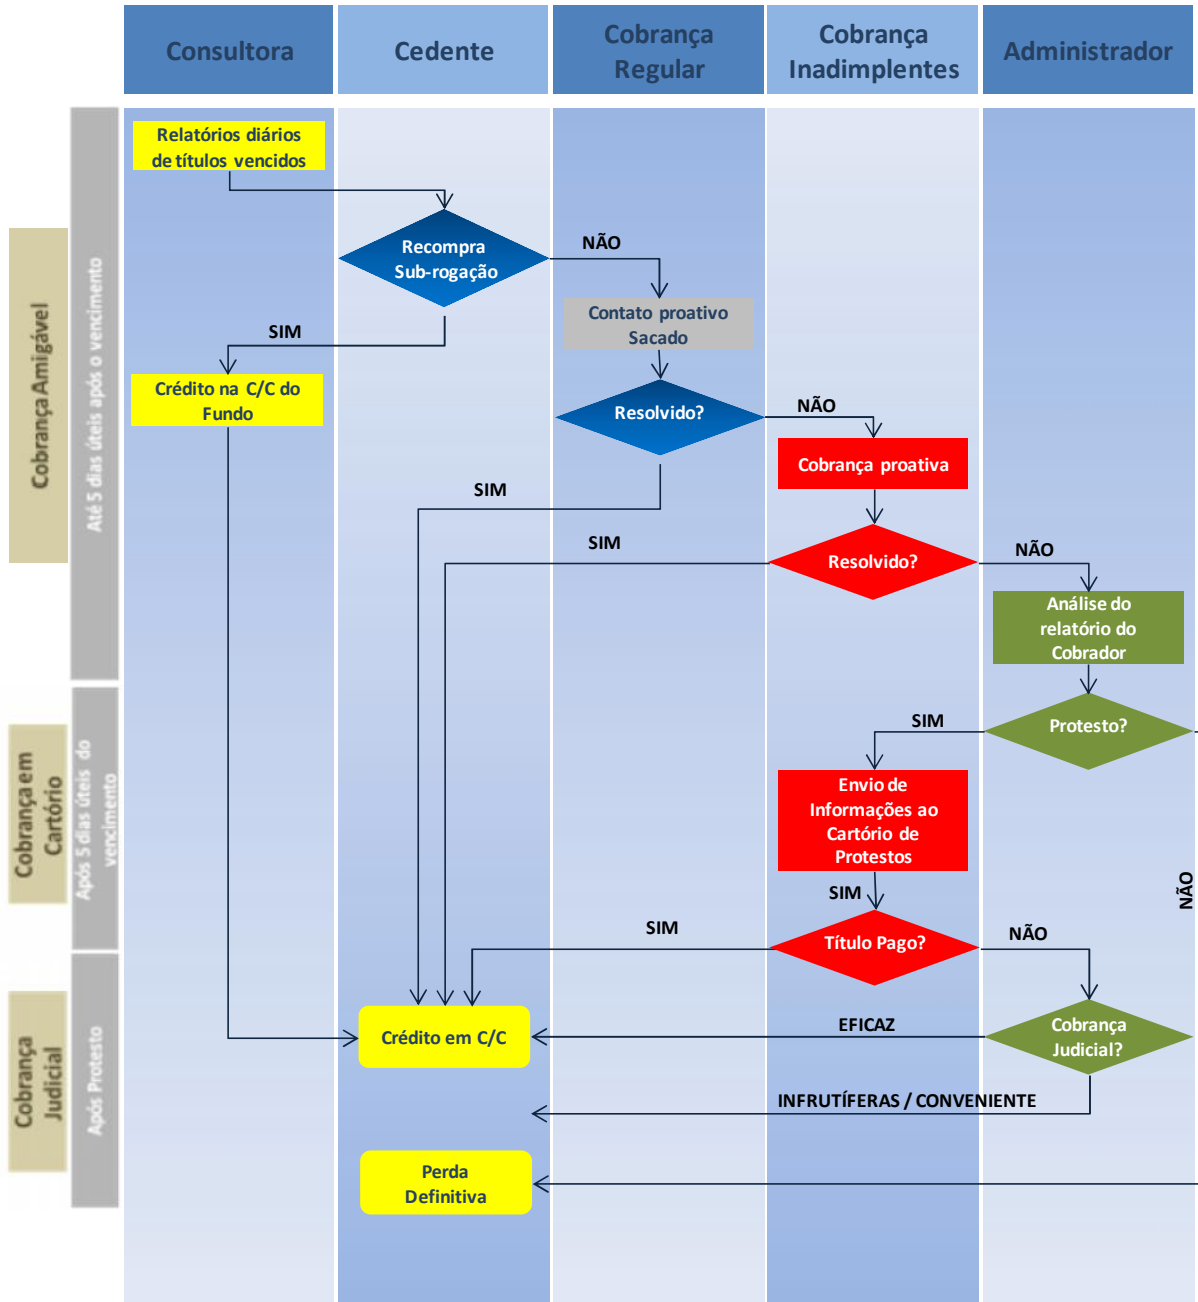 Consultora
Cedente
Cobrança
Regular
Cobrança
Inadimplentes
Administrador
Cobrança Amigável
Até 5 dias úteis após o vencimento
Relatórios diários
de títulos vencidos
Recompra
Sub-rogação
NÃO
Contato proativo
Sacado
SIM
Crédito na C/C do
Fundo
Resolvido?
NÃO
Cobrança proativa
SIM
SIM
Resolvido?
NÃO
Análise do
relatório do
Cobrador
Cobrança em
Cartório
Após 5 dias úteis do
vencimento
Protesto?
SIM
Envio de
Informações ao
Cartório de
Protestos
NÃO
SIM
SIM
Título Pago?
NÃO
Cobrança
Judicial
Após Protesto
Crédito em C/C
EFICAZ
Cobrança
Judicial?
INFRUTÍFERAS / CONVENIENTE
Perda
Definitiva